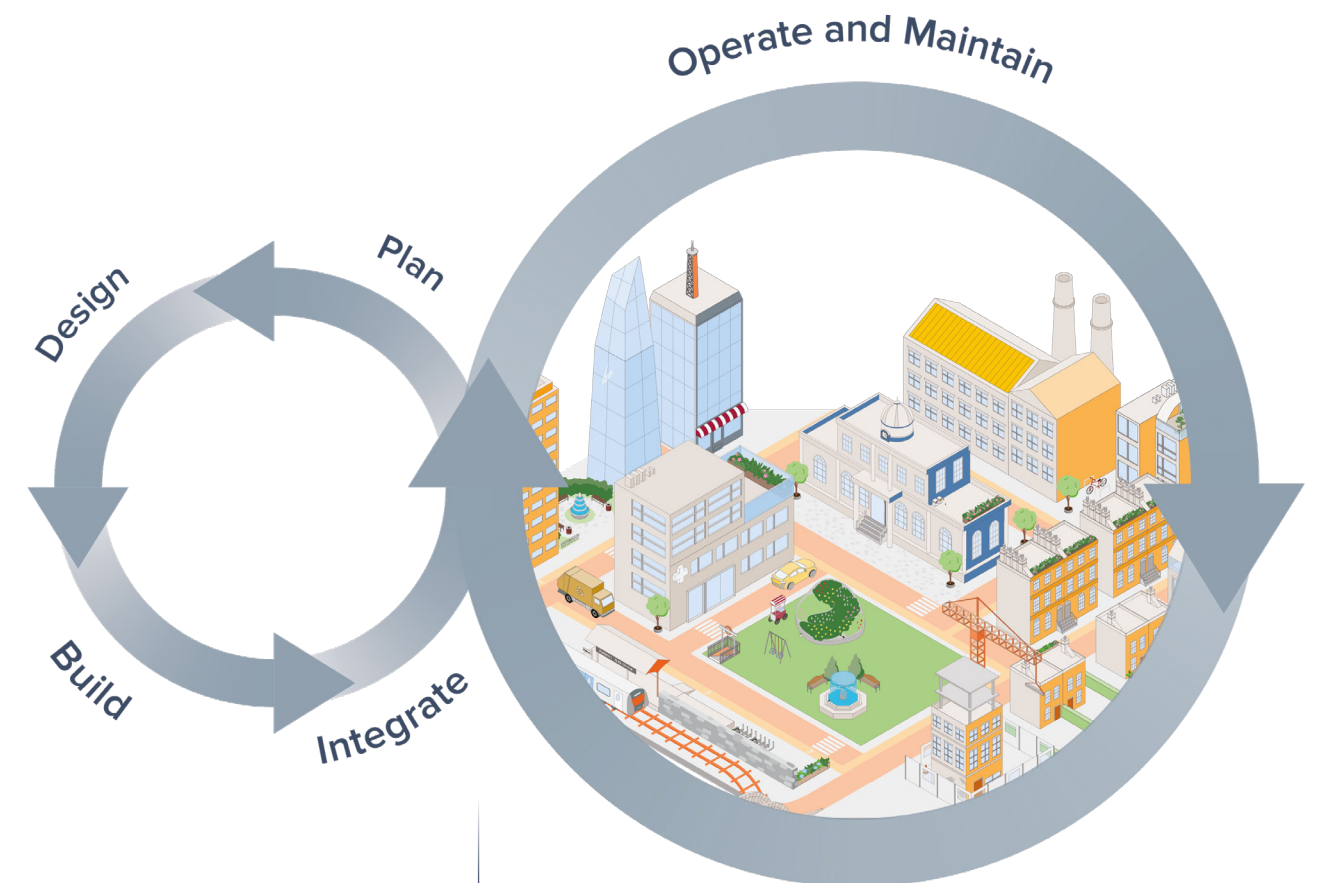 Operate and Maintain
Plan
Design
Build
Integrate